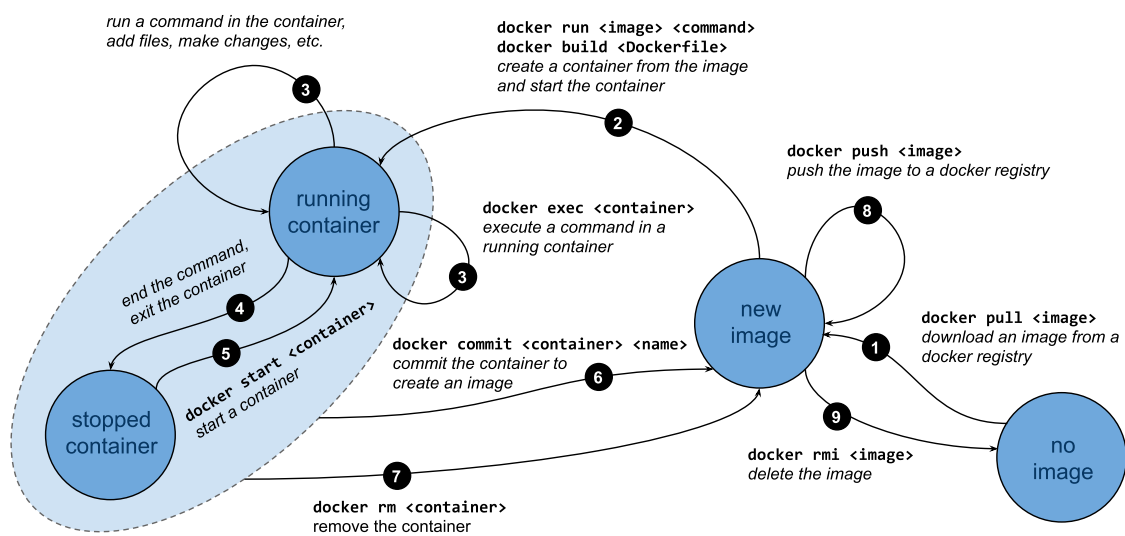 run a command in the container,
add files, make changes, etc.
3
docker run <image> <command>
docker build <Dockerfile>
create a container from the image
and start the container
2
docker push <image>
push the image to a docker registry
8
running
container
docker exec <container>
execute a command in a
running container
3
end the command,
exit the container
4
5
docker start <container>
start a container
new
image
docker pull <image>
download an image from a
docker registry
1
docker commit <container> <name>
commit the container to
create an image
6
stopped
container
9
docker rmi <image>
delete the image
no
image
7
docker rm <container>
remove the container